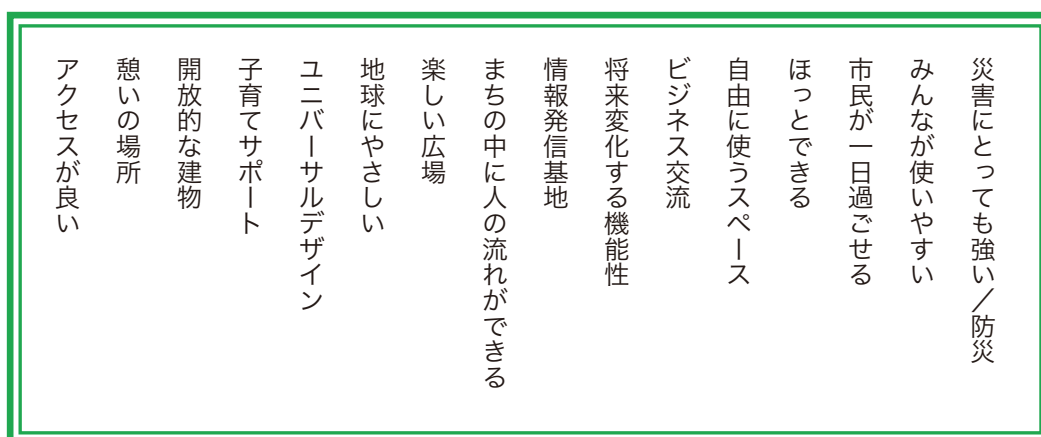 災害にとっても強い／防災
みんなが使いやすい
市民が一日過ごせる
ほっとできる
自由に使うスペース
ビジネス交流
将来変化する機能性
情報発信基地
まちの中に人の流れができる
楽しい広場
地球にやさしい
ユニバーサルデザイン
子育てサポート
開放的な建物
憩いの場所
アクセスが良い